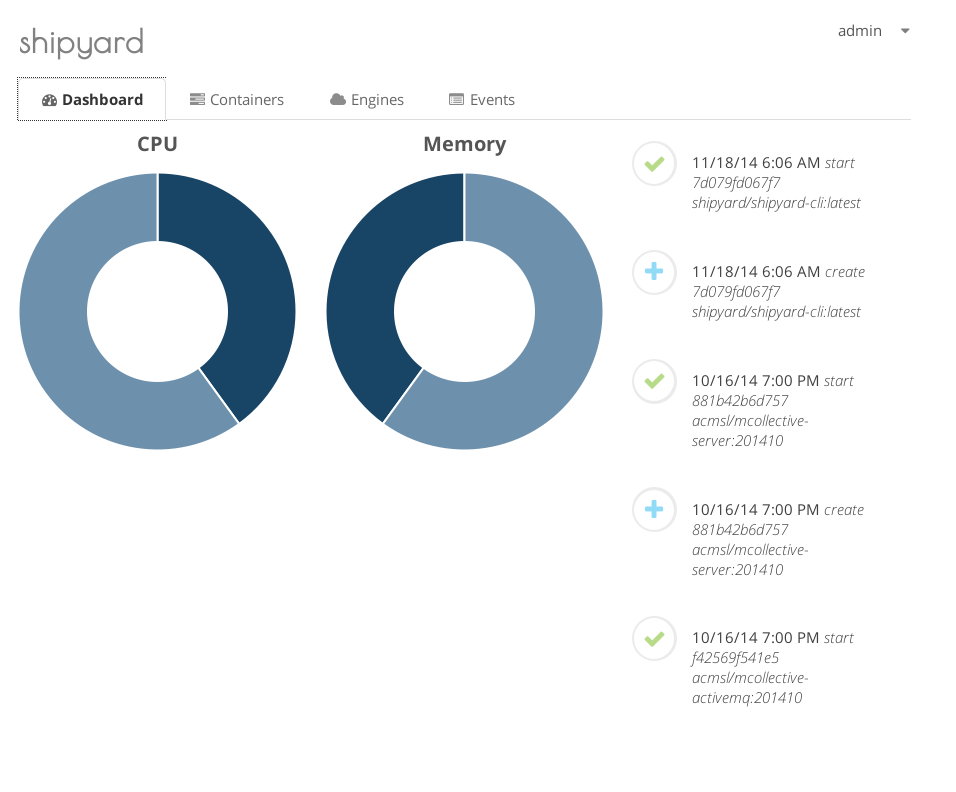 shipyard
admin
Dashboard
Containers
Engines
Events
CPU
Memory
11/18/14 6:06 AM start
7d079fd067f7
shipyard/shipyard-cli:latest
11/18/14 6:06 AM create
7d079fd067f7
shipyard/shipyard-cli:latest
10/16/14 7:00 PM start
881b42b6d757
acmsl/mcollective-
server:201410
10/16/14 7:00 PM create
881b42b6d757
acmsl/mcollective-
server:201410
10/16/14 7:00 PM start
f42569f541e5
acmsl/mcollective-
activemq:201410